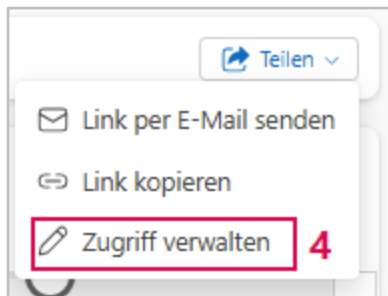 Teilen
Link per E-Mail senden
Link kopieren
Zugriff verwalten 4